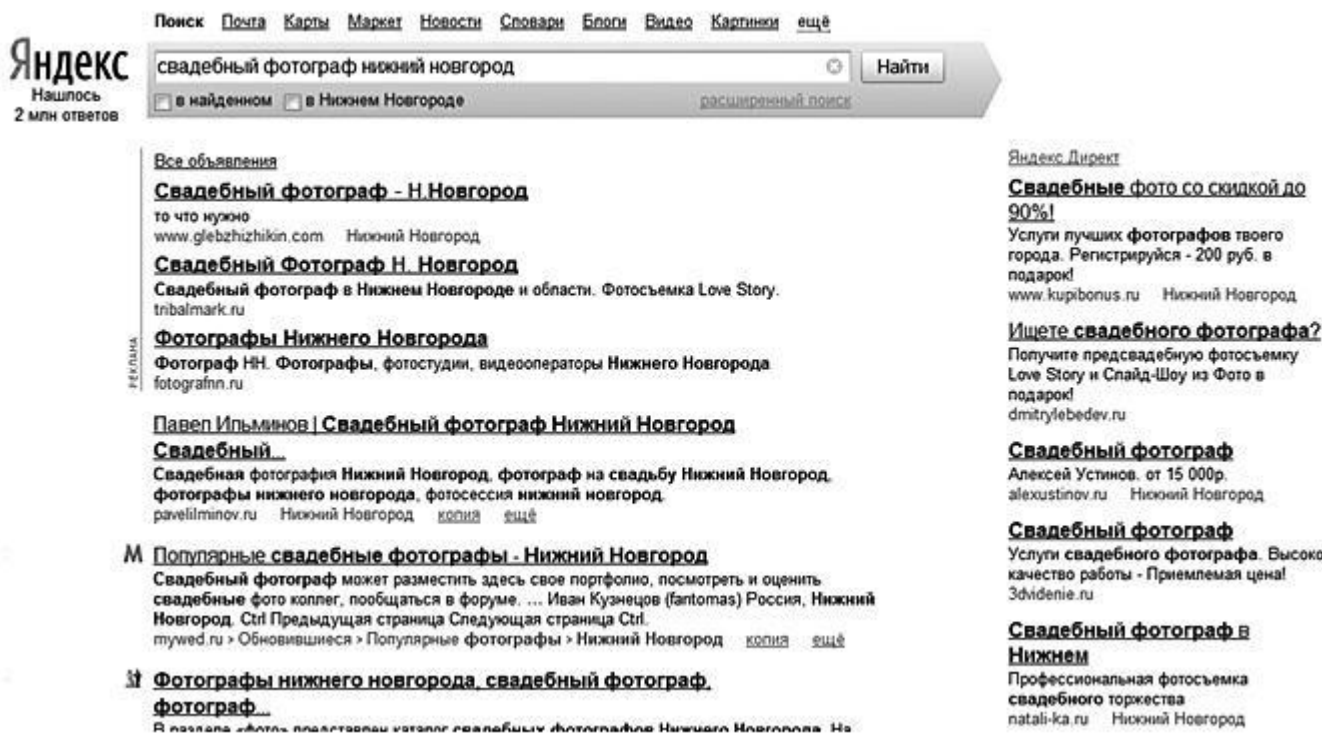 Поиск Почта Карты Маркет Новости Словари Блоги Видео Картинки ещё
Яндекс
Нашлось
2 млн ответов
свадебный фотограф нижний новгород
Найти
в найденном в Нижнем Новгороде расширенный поиск
Все объявления
Свадебный фотограф - Н.Новгород
то что нужно
www.glebzhizhikin.com Нижний Новгород
Свадебный Фотограф Н. Новгород
Свадебный фотограф в Нижнем Новгороде и области. Фотосъемка Love Story.
tribalmark.ru
Фотографы Нижнего Новгорода
Фотограф НН. Фотографы, фотостудии, видеооператоры Нижнего Новгорода
fotografnn.ru
РЕКЛАМА
Павел Ильминов | Свадебный фотограф Нижний Новгород
Свадебный...
Свадебная фотография Нижний Новгород, фотограф на свадьбу Нижний Новгород,
фотографы нижнего новгорода, фотосессия нижний новгород.
pavelilminov.ru Нижний Новгород копия ещё
М Популярные свадебные фотографы - Нижний Новгород
Свадебный фотограф может разместить здесь свое портфолио, посмотреть и оценить
свадебные фото коллег, пообщаться в форуме. ... Иван Кузнецов (fantomas) Россия, Нижний
Новгород. Ctrl Предыдущая страница Следующая страница Ctrl.
mywed.ru › Обновившиеся › Популярные фотографы › Нижний Новгород копия ещё
Фотографы нижнего новгорода, свадебный фотограф,
фотограф...
В разделе «фото» представлен каталог свадебных фотографов Нижнего Новгорода. На
Яндекс.Директ
Свадебные фото со скидкой до
90%!
Услуги лучших фотографов твоего
города. Регистрируйся - 200 руб. в
подарок!
www.kupibonus.ru Нижний Новгород
Ищете свадебного фотографа?
Получите предсвадебную фотосъемку
Love Story и Слайд-Шоу из Фото в
подарок!
dmitrylebedev.ru
Свадебный фотограф
Алексей Устинов. от 15 000р.
alexustinov.ru Нижний Новгород
Свадебный фотограф
Услуги свадебного фотографа. Высоко
качество работы - Приемлемая цена!
3dvidenie.ru
Свадебный фотограф в
Нижнем
Профессиональная фотосъемка
свадебного торжества
natali-ka.ru Нижний Новгород